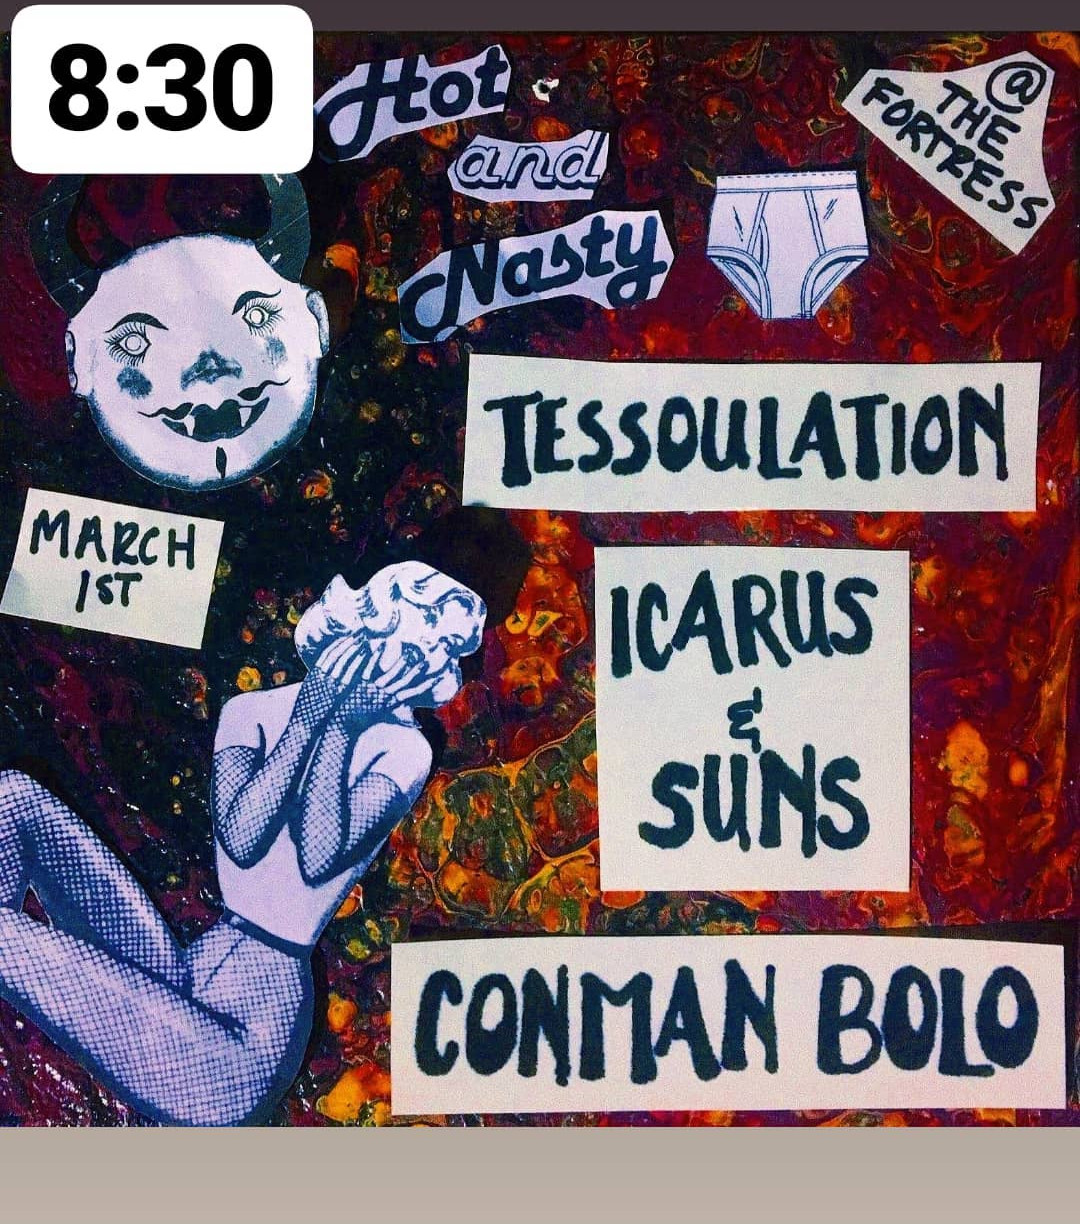 8:30
Hot
and
Nasty
@
THE
FORTRESS
TESSOULATION
MARCH
1ST
ICARUS
&
SUNS
CONMAN BOLO